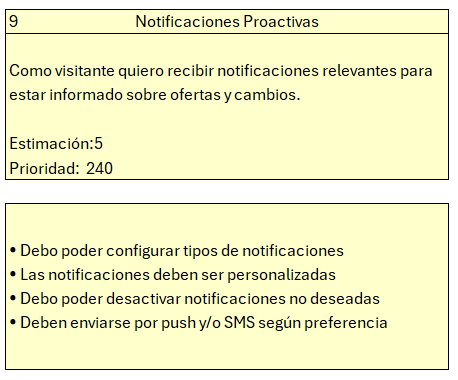 9 Notificaciones Proactivas
Como visitante quiero recibir notificaciones relevantes para
estar informado sobre ofertas y cambios.
Estimación:5
Prioridad: 240
• Debo poder configurar tipos de notificaciones
• Las notificaciones deben ser personalizadas
• Debo poder desactivar notificaciones no deseadas
• Deben enviarse por push y/o SMS según preferencia